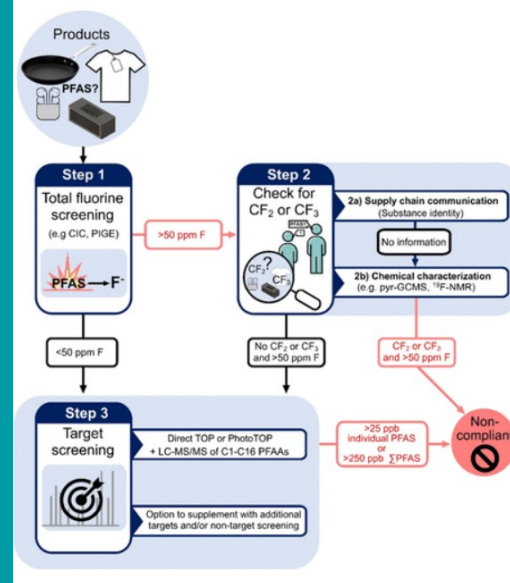 Products
PFAS?
Step 1
Total fluorine
screening
(e.g CIC, PIGE)
PFAS → F⁻
>50 ppm F
Step 2
Check for
CF₂ or CF₃
PFAS?
?
CF₂?
CF₃
2a) Supply chain communication
(Substance identity)
No information
2b) Chemical characterization
(e.g. pyr-GCMS, ¹⁹F-NMR)
<50 ppm F
No CF₂ or CF₃
and >50 ppm F
CF₂ or CF₃
and >50 ppm F
Step 3
Target
screening
Direct TOP or PhotoTOP
+ LC-MS/MS of C1-C16 PFAAs
Option to supplement with additional
targets and/or non-target screening
>25 ppb
individual PFAS
or
>250 ppb ∑PFAS
Non-
compliant